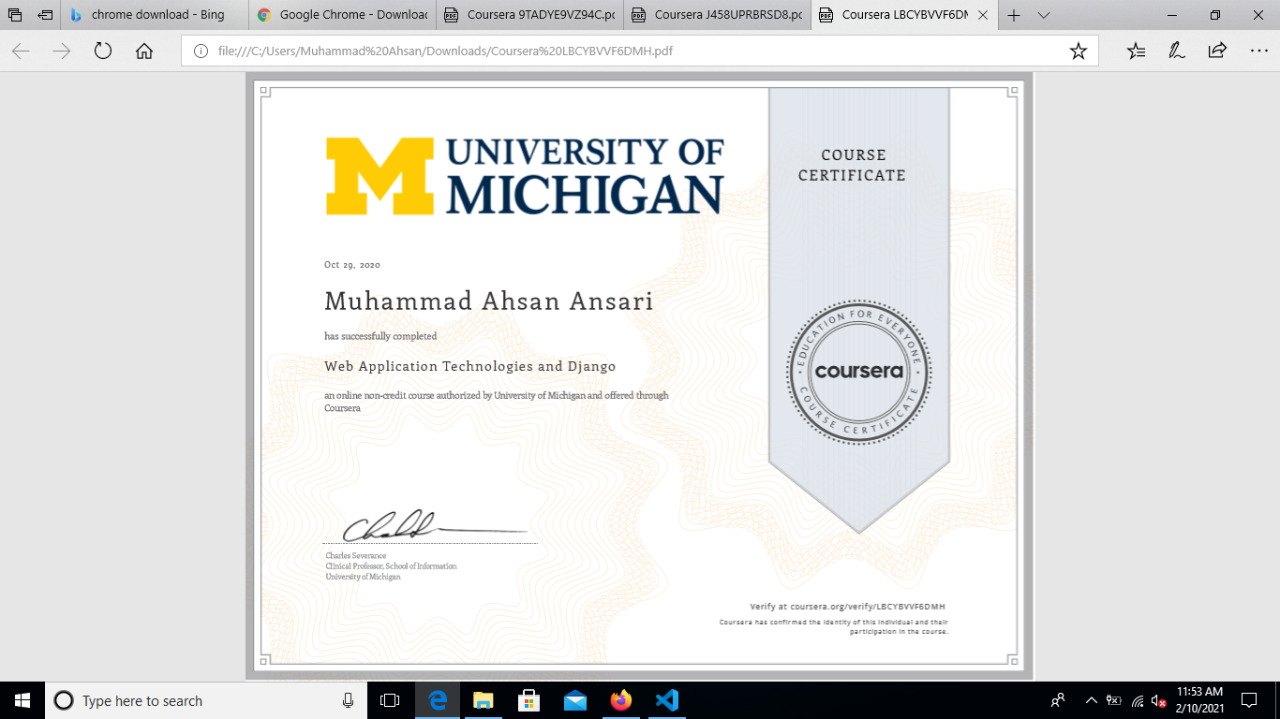 chrome download - Bing
Google Chrome
Coursera 9TADYE9VZ94C.pc
Coursera J458UPRBRSD8.pc
Coursera LBCYBVVF6DN
file:///C:/Users/Muhammad%20Ahsan/Downloads/Coursera%20LBCYBVVF6DMH.pdf
M UNIVERSITY OF
MICHIGAN
COURSE
CERTIFICATE
Oct 29, 2020
Muhammad Ahsan Ansari
has successfully completed
Web Application Technologies and Django
an online non-credit course authorized by University of Michigan and offered through
Coursera
EDUCATION FOR EVERYONE
coursera
COURSE CERTIFICATE
Charles Severance
Clinical Professor, School of Information
University of Michigan
Verify at coursera.org/verify/LBCYBVVF6DMH
Coursera has confirmed the identity of this individual and their
participation in the course.
Type here to search
11:53 AM
2/10/2021